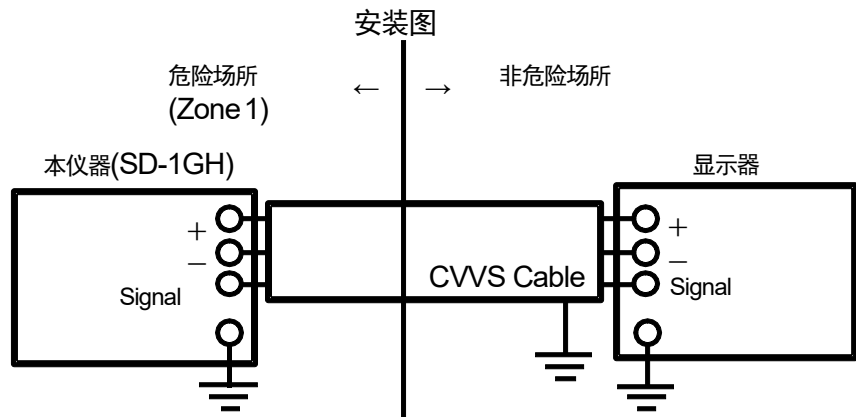 安装图
危险场所
(Zone 1)
← → 非危险场所
本仪器(SD-1GH)
显示器
+
−
Signal
CVVS Cable
+
−
Signal